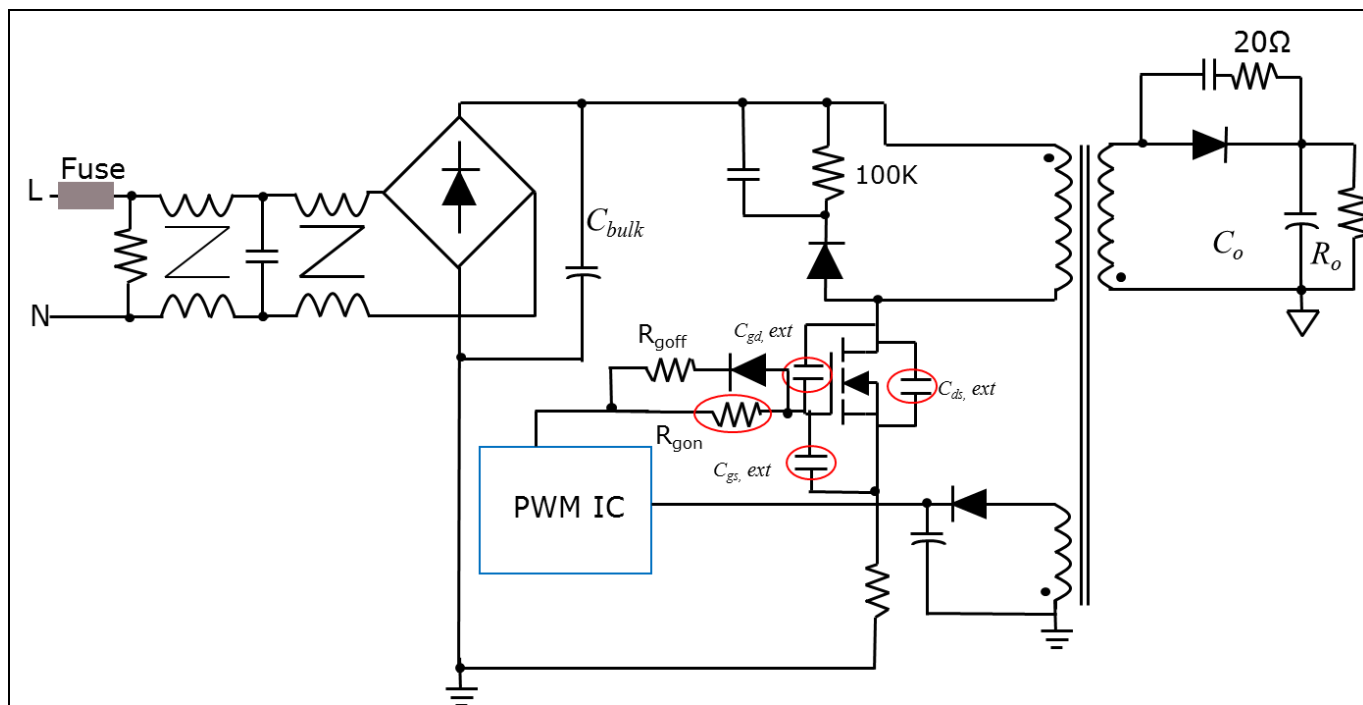 20Ω
Fuse
L
100K
C_bulk
C_o
R_o
N
R_goff
C_gd, ext
C_ds, ext
R_gon
C_gs, ext
PWM IC